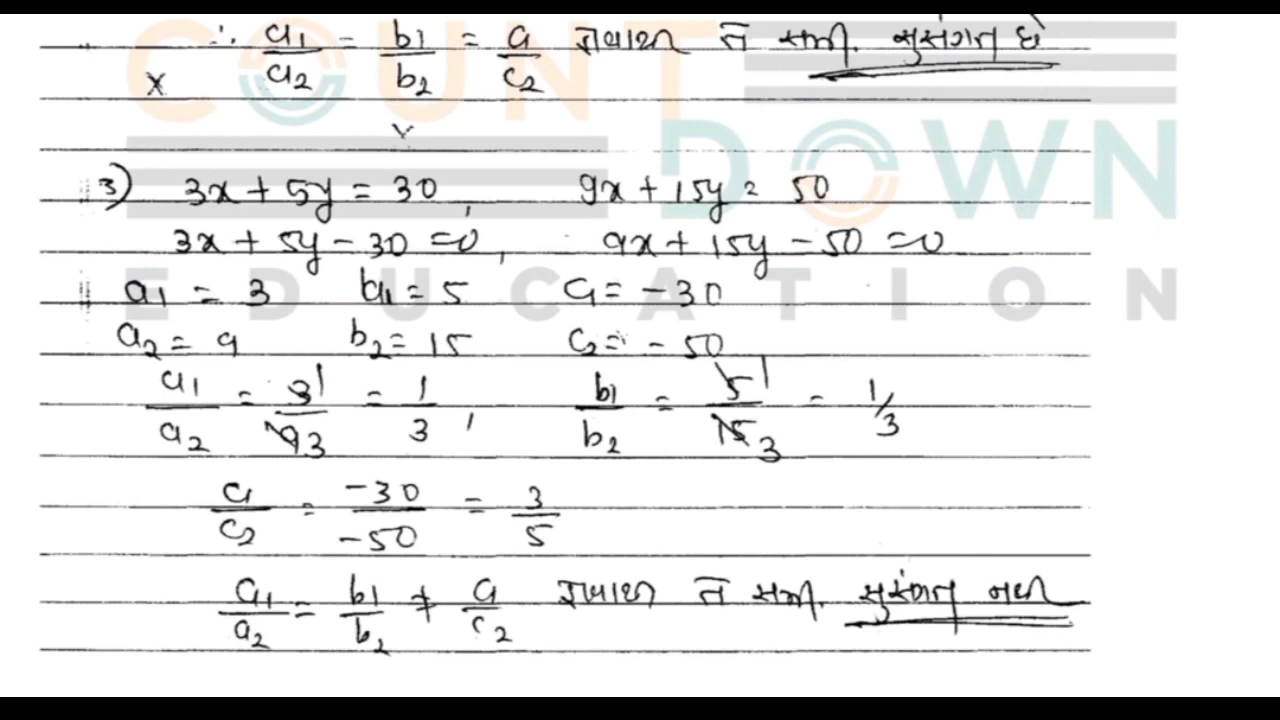 ∴ a₁/a₂ = b₁/b₂ = c₁/c₂ સુસંગત છે
COUNT
DOWN
EDUCATION
3) 3x + 5y = 30, 9x + 15y = 50
3x + 5y - 30 = 0, 9x + 15y - 50 = 0
a₁ = 3 b₁ = 5 c₁ = -30
a₂ = 9 b₂ = 15 c₂ = -50
a₁/a₂ = 3/9 = 1/3, b₁/b₂ = 5/15 = 1/3
c₁/c₂ = -30/-50 = 3/5
a₁/a₂ = b₁/b₂ ≠ c₁/c₂ સુસંગત નથી